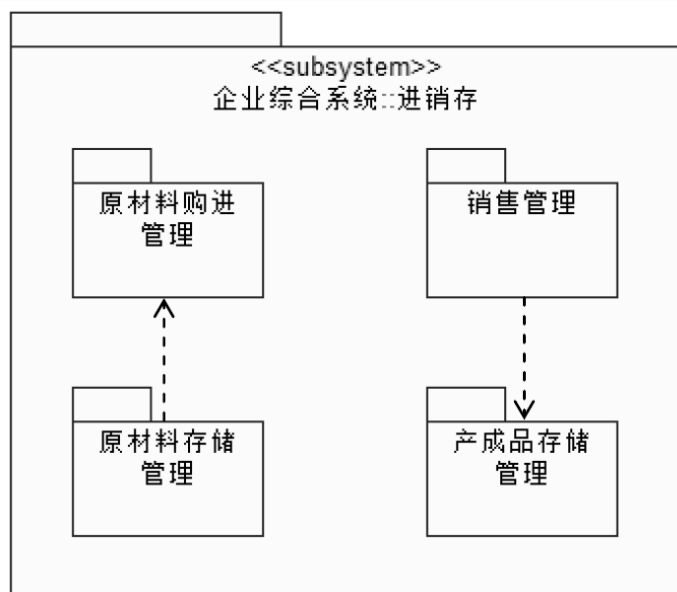 <<subsystem>>
企业综合系统::进销存
原材料购进
管理
销售管理
原材料存储
管理
产成品存储
管理